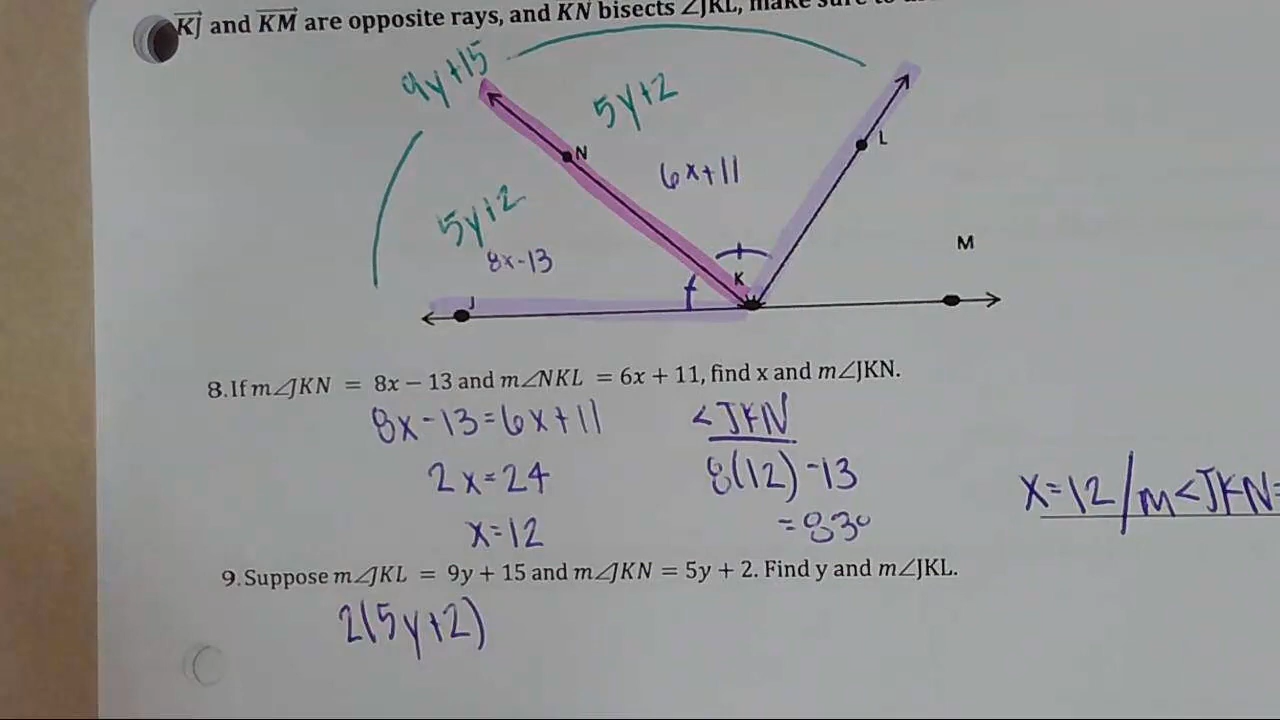 KJ and KM are opposite rays, and KN bisects ∠JKL, make sure to
9y+15
5y+2
N
L
6x+11
5y+2
8x-13
M
K
J
8. If m∠JKN = 8x − 13 and m∠NKL = 6x + 11, find x and m∠JKN.
8x-13=6x+11
<JKN
2x=24
8(12)-13
x=12/m<JKN=
x=12
=83°
9. Suppose m∠JKL = 9y + 15 and m∠JKN = 5y + 2. Find y and m∠JKL.
2(5y+2)